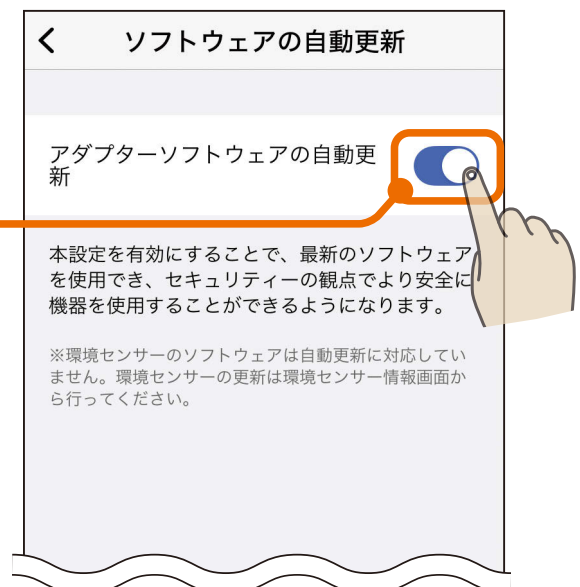 ソフトウェアの自動更新
アダプターソフトウェアの自動更
新
本設定を有効にすることで、最新のソフトウェア
を使用でき、セキュリティーの観点でより安全に
機器を使用することができるようになります。
※環境センサーのソフトウェアは自動更新に対応してい
ません。環境センサーの更新は環境センサー情報画面か
ら行ってください。